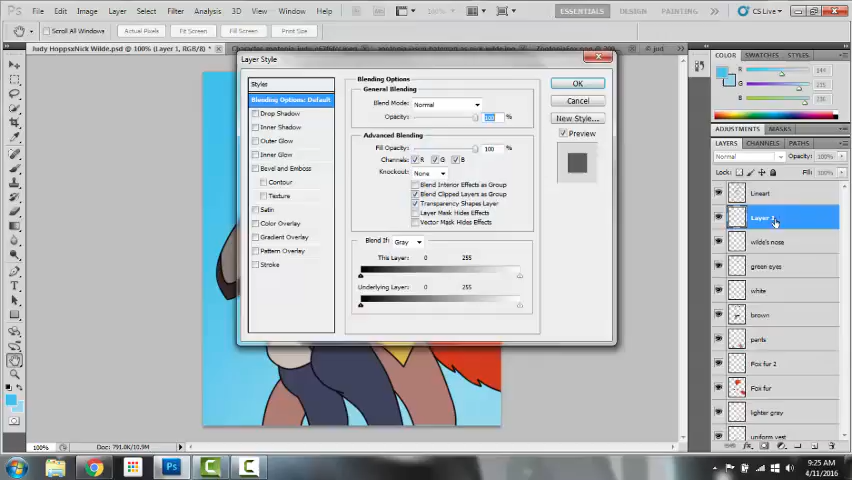 Ps
100%
ESSENTIALS
DESIGN
PAINTING
CS Live
File Edit Image Layer Select Filter Analysis 3D View Window Help
Scroll All Windows Actual Pixels Fit Screen Fill Screen Print Size
Judy HoppsxNick Wilde.psd @ 100% (Layer 1, RGB/8) *
Layer Style
Styles
Blending Options: Default
Drop Shadow
Inner Shadow
Outer Glow
Inner Glow
Bevel and Emboss
Contour
Texture
Satin
Color Overlay
Gradient Overlay
Pattern Overlay
Stroke
Blending Options
General Blending
Blend Mode: Normal
Opacity: 100 %
Advanced Blending
Fill Opacity: 100 %
Channels: R G B
Knockout: None
Blend Interior Effects as Group
Blend Clipped Layers as Group
Transparency Shapes Layer
Layer Mask Hides Effects
Vector Mask Hides Effects
Blend If: Gray
This Layer: 0 255
Underlying Layer: 0 255
OK
Cancel
New Style...
Preview
COLOR SWATCHES STYLES
R
G
B
ADJUSTMENTS MASKS
LAYERS CHANNELS PATHS
Normal Opacity: 100%
Lock: Fill:
Lineart
Layer 1
wilde's nose
green eyes
white
brown
pants
Fox fur 2
Fox fur
lighter gray
uniform vest
100% Doc: 791.0K/10.9M
Ps
9:25 AM
4/11/2016